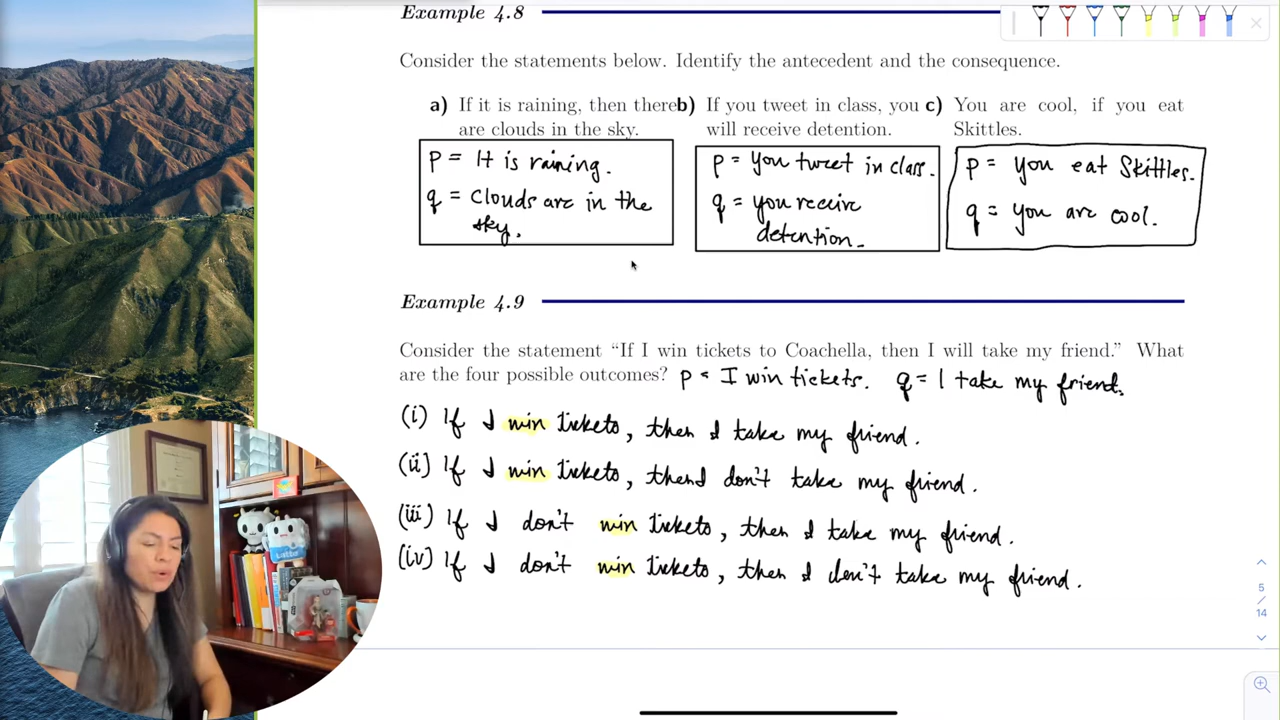 Example 4.8
Consider the statements below. Identify the antecedent and the consequence.
a) If it is raining, then there
are clouds in the sky.
p = It is raining.
q = Clouds are in the
sky.
b) If you tweet in class, you
will receive detention.
p = you tweet in class.
q = you receive
detention.
c) You are cool, if you eat
Skittles.
p = you eat Skittles.
q = you are cool.
Example 4.9
Consider the statement “If I win tickets to Coachella, then I will take my friend.” What
are the four possible outcomes? p = I win tickets. q = I take my friend.
(i) If I win tickets, then I take my friend.
(ii) If I win tickets, then I don't take my friend.
(iii) If I don't win tickets, then I take my friend.
(iv) If I don't win tickets, then I don't take my friend.
5
/
14